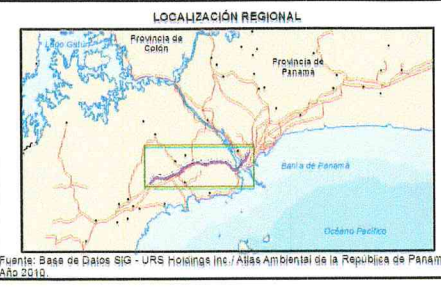 LOCALIZACIÓN REGIONAL
Lago Gatún
Provincia de
Colón
Provincia de
Panamá
Bahía de Panamá
Océano Pacífico
Fuente: Base de Datos SIG - URS Holdings Inc./ Atlas Ambiental de la República de Panam
Año 2010.